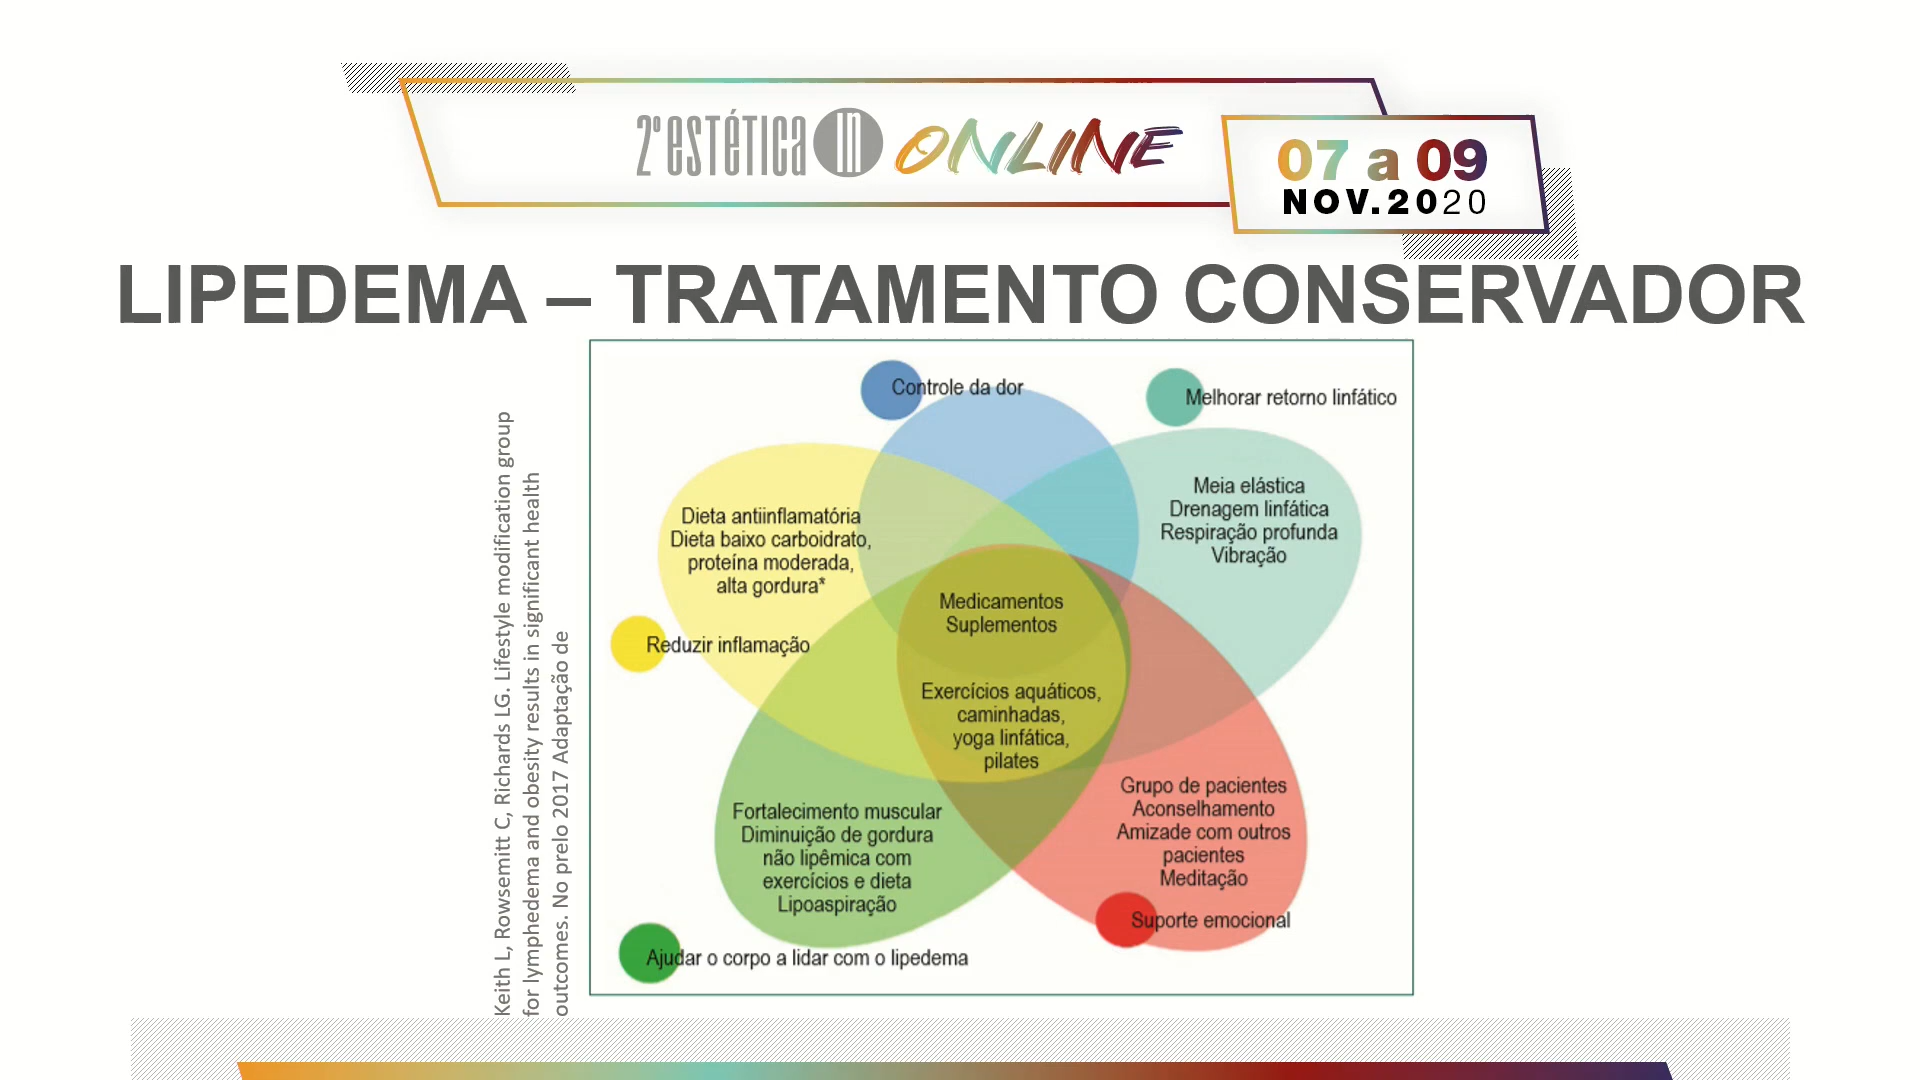 2º estética in ONLINE
07 a 09
NOV.2020
LIPEDEMA – TRATAMENTO CONSERVADOR
Controle da dor
Melhorar retorno linfático
Meia elástica
Drenagem linfática
Respiração profunda
Vibração
Dieta antiinflamatória
Dieta baixo carboidrato,
proteína moderada,
alta gordura*
Reduzir inflamação
Medicamentos
Suplementos
Exercícios aquáticos,
caminhadas,
yoga linfática,
pilates
Fortalecimento muscular
Diminuição de gordura
não lipêmica com
exercícios e dieta
Lipoaspiração
Ajudar o corpo a lidar com o lipedema
Grupo de pacientes
Aconselhamento
Amizade com outros
pacientes
Meditação
Suporte emocional
Keith L, Rowsemitt C, Richards LG. Lifestyle modification group
for lymphedema and obesity results in significant health
outcomes. No prelo 2017 Adaptação de